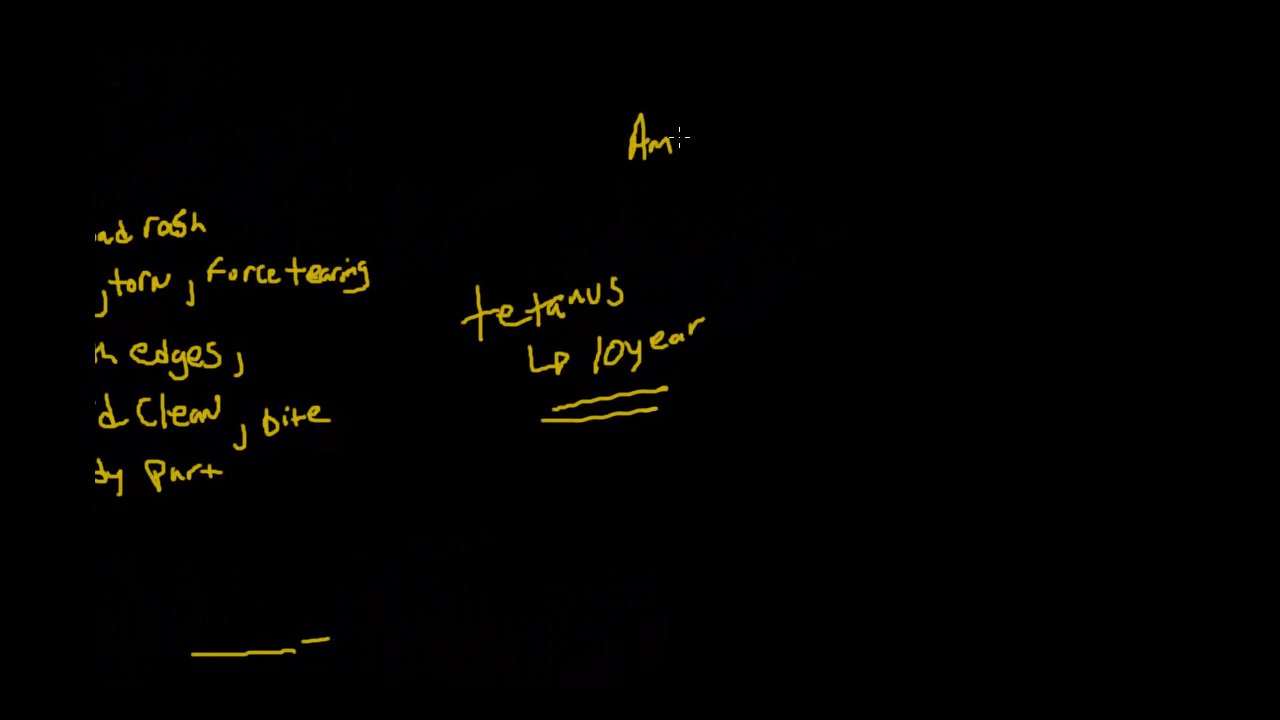 Am
ad rash
, torn, Force tearing
tetanus
↳ 10 year
h edges,
d Clean, bite
dy part